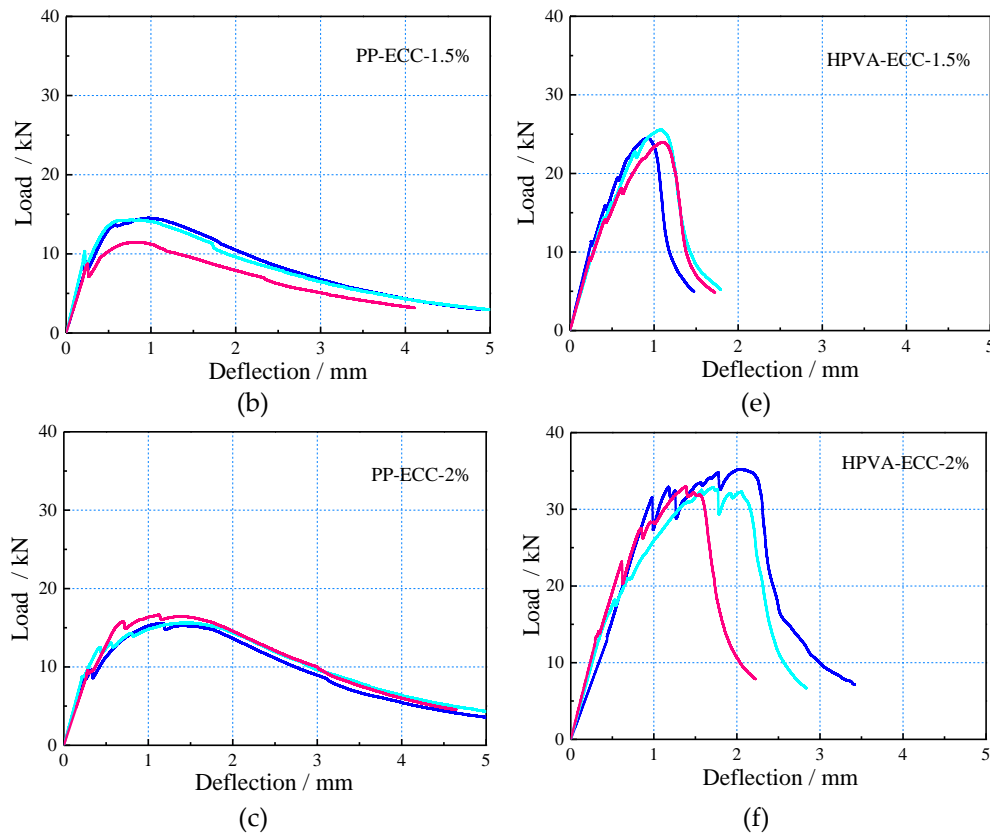 40
PP-ECC-1.5%
30
20
10
0
Load / kN
0 1 2 3 4 5
Deflection / mm
(b)
40
HPVA-ECC-1.5%
30
20
10
0
Load / kN
0 1 2 3 4 5
Deflection / mm
(e)
40
PP-ECC-2%
30
20
10
0
Load / kN
0 1 2 3 4 5
Deflection / mm
(c)
40
HPVA-ECC-2%
30
20
10
0
Load / kN
0 1 2 3 4 5
Deflection / mm
(f)